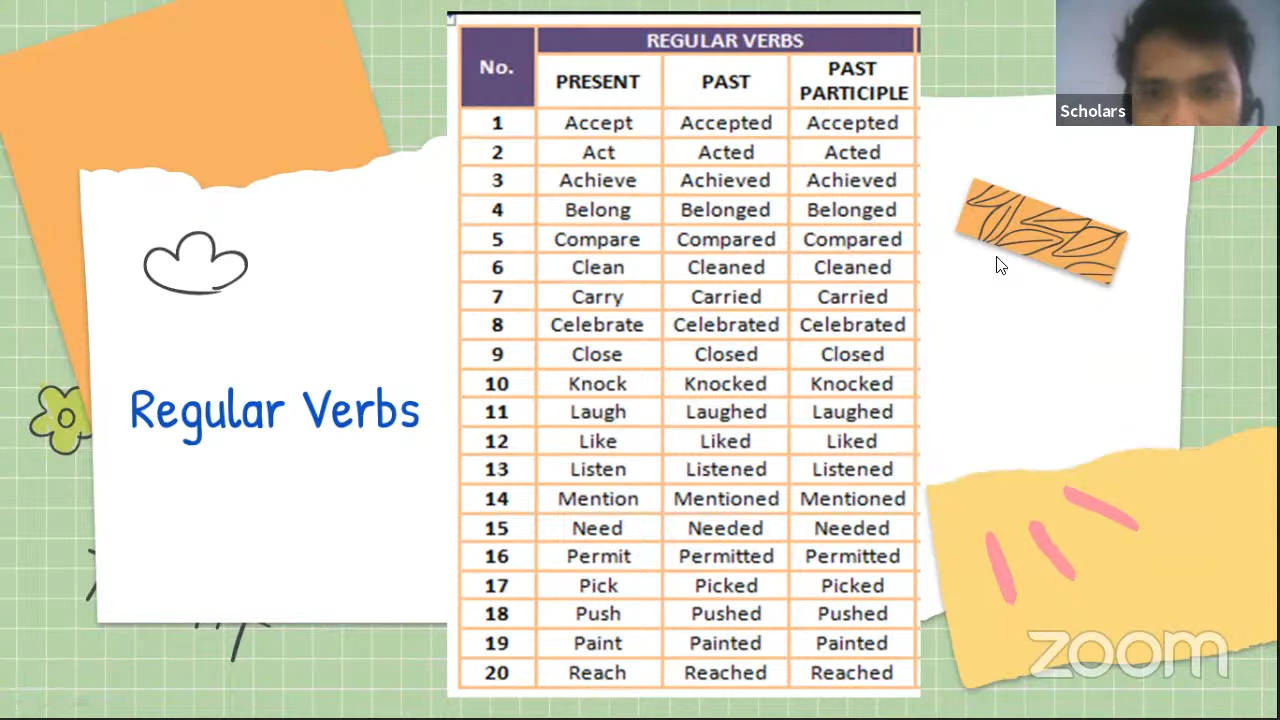 REGULAR VERBS
No. PRESENT PAST PAST PARTICIPLE
1 Accept Accepted Accepted
2 Act Acted Acted
3 Achieve Achieved Achieved
4 Belong Belonged Belonged
5 Compare Compared Compared
6 Clean Cleaned Cleaned
7 Carry Carried Carried
8 Celebrate Celebrated Celebrated
9 Close Closed Closed
10 Knock Knocked Knocked
11 Laugh Laughed Laughed
12 Like Liked Liked
13 Listen Listened Listened
14 Mention Mentioned Mentioned
15 Need Needed Needed
16 Permit Permitted Permitted
17 Pick Picked Picked
18 Push Pushed Pushed
19 Paint Painted Painted
20 Reach Reached Reached
Regular Verbs
Scholars
zoom